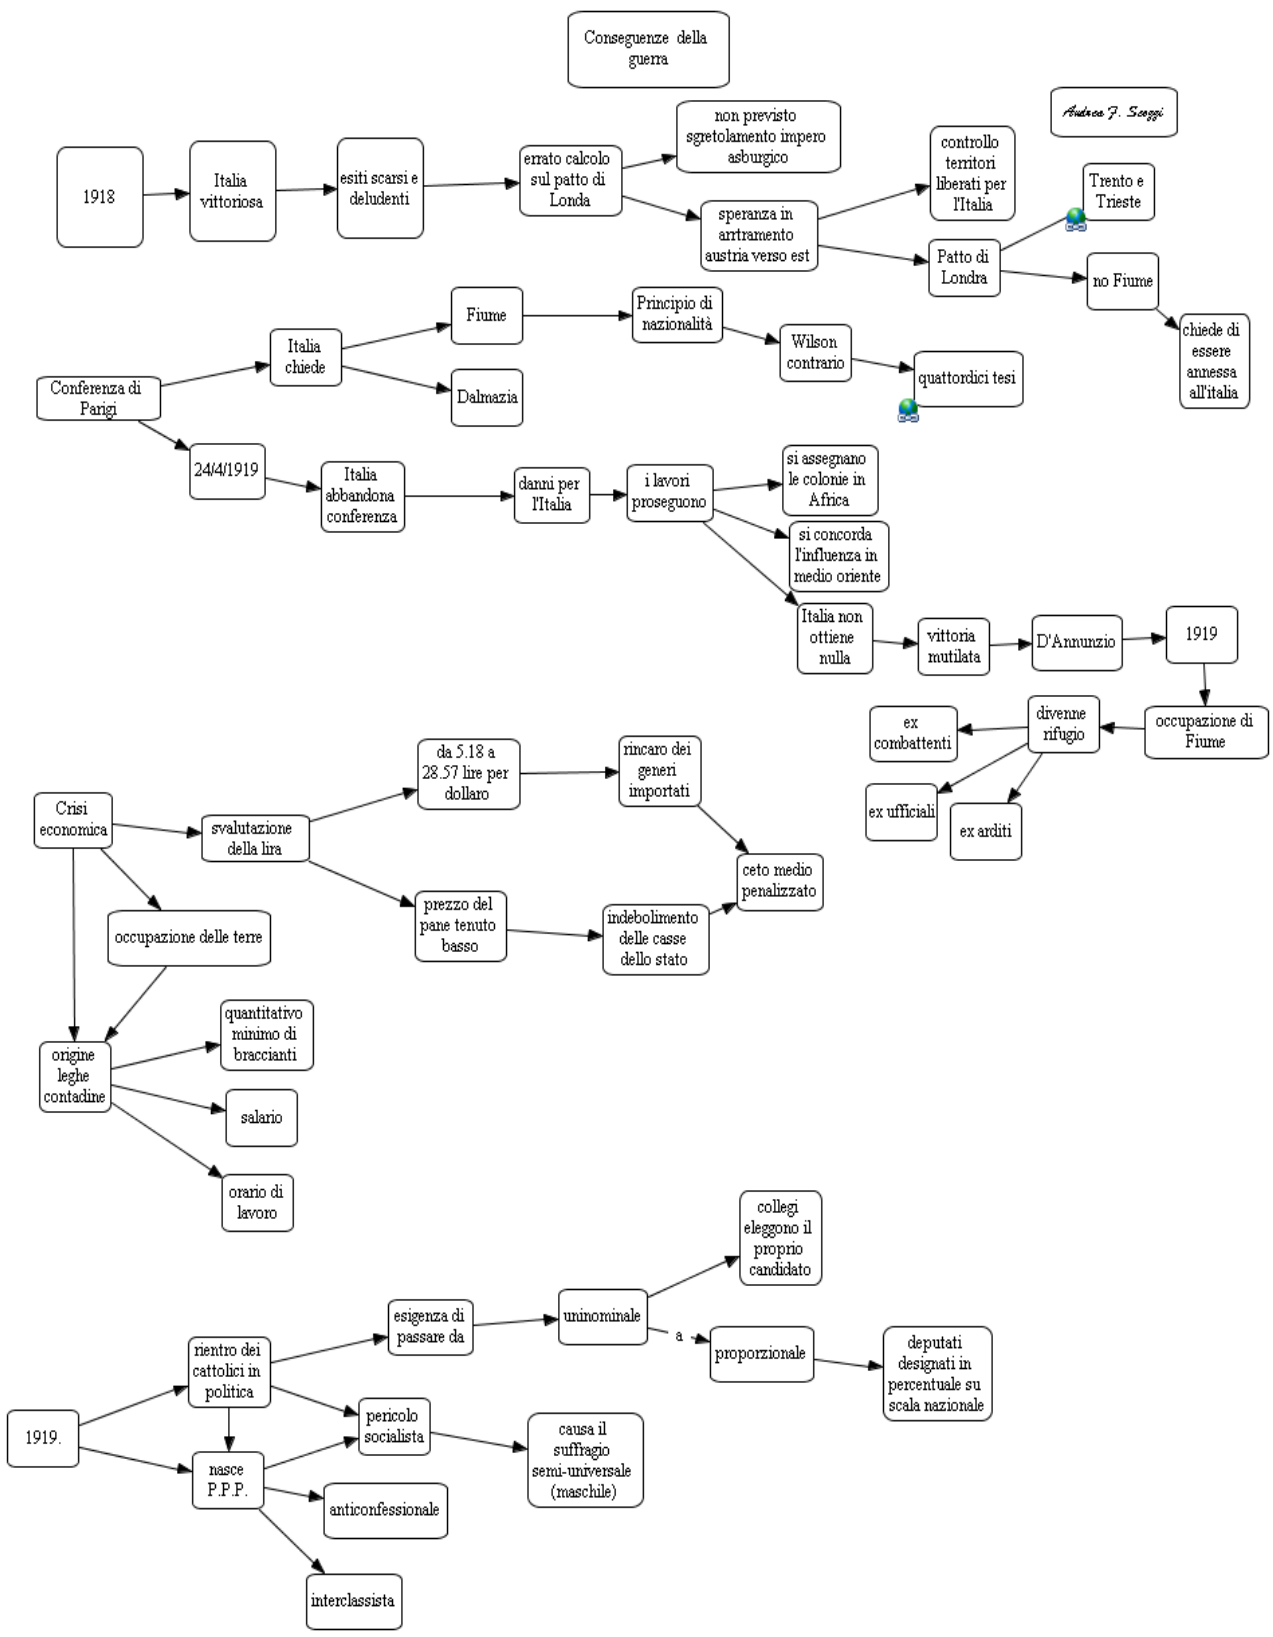 Conseguenze della
guerra
Andrea F. Scoggi
1918
Italia
vittoriosa
esiti scarsi e
deludenti
errato calcolo
sul patto di
Londa
non previsto
sgretolamento impero
asburgico
speranza in
arrtramento
austria verso est
controllo
territori
liberati per
l'Italia
Patto di
Londra
Trento e
Trieste
no Fiume
chiede di
essere
annessa
all'italia
Conferenza di
Parigi
Italia
chiede
Fiume
Dalmazia
Principio di
nazionalità
Wilson
contrario
quattordici tesi
24/4/1919
Italia
abbandona
conferenza
danni per
l'Italia
i lavori
proseguono
si assegnano
le colonie in
Africa
si concorda
l'influenza in
medio oriente
Italia non
ottiene
nulla
vittoria
mutilata
D'Annunzio
1919
occupazione di
Fiume
divenne
rifugio
ex
combattenti
ex ufficiali
ex arditi
Crisi
economica
svalutazione
della lira
da 5.18 a
28.57 lire per
dollaro
rincaro dei
generi
importati
ceto medio
penalizzato
prezzo del
pane tenuto
basso
indebolimento
delle casse
dello stato
occupazione delle terre
origine
leghe
contadine
quantitativo
minimo di
braccianti
salario
orario di
lavoro
1919.
rientro dei
cattolici in
politica
esigenza di
passare da
uninominale
collegi
eleggono il
proprio
candidato
a
proporzionale
deputati
designati in
percentuale su
scala nazionale
pericolo
socialista
causa il
suffragio
semi-universale
(maschile)
nasce
P.P.P.
anticonfessionale
interclassista